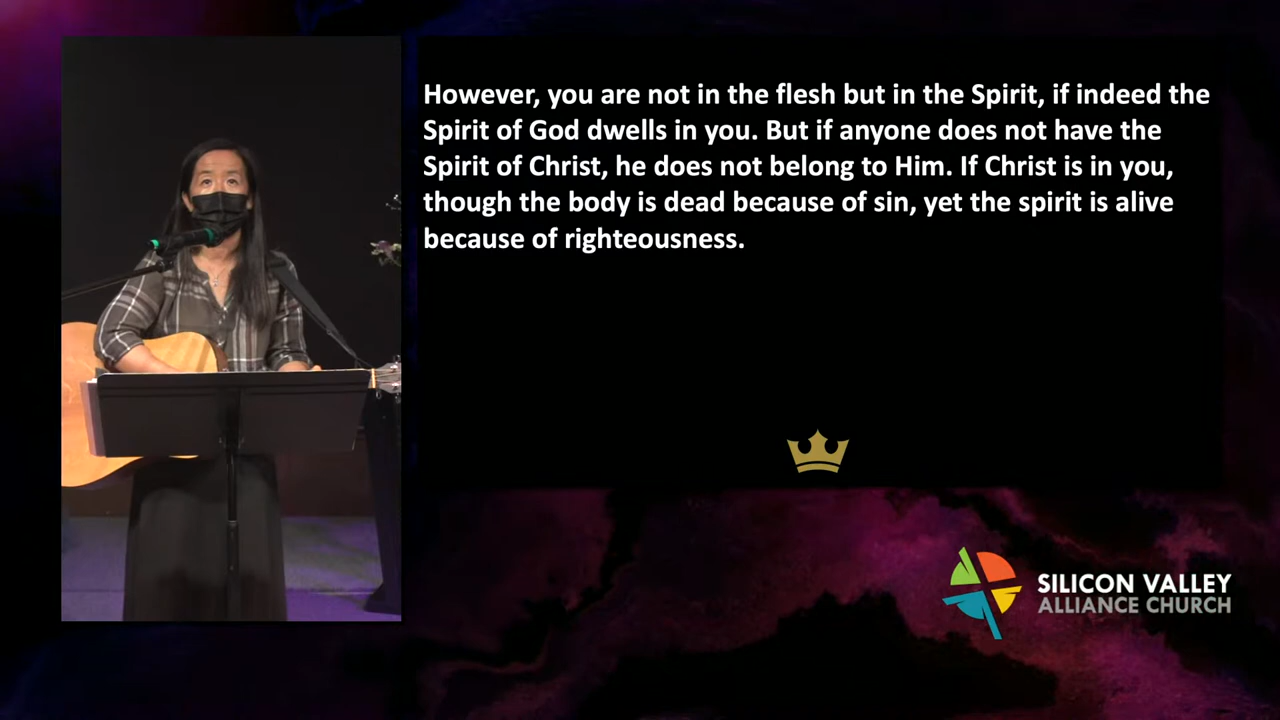 However, you are not in the flesh but in the Spirit, if indeed the
Spirit of God dwells in you. But if anyone does not have the
Spirit of Christ, he does not belong to Him. If Christ is in you,
though the body is dead because of sin, yet the spirit is alive
because of righteousness.
SILICON VALLEY
ALLIANCE CHURCH